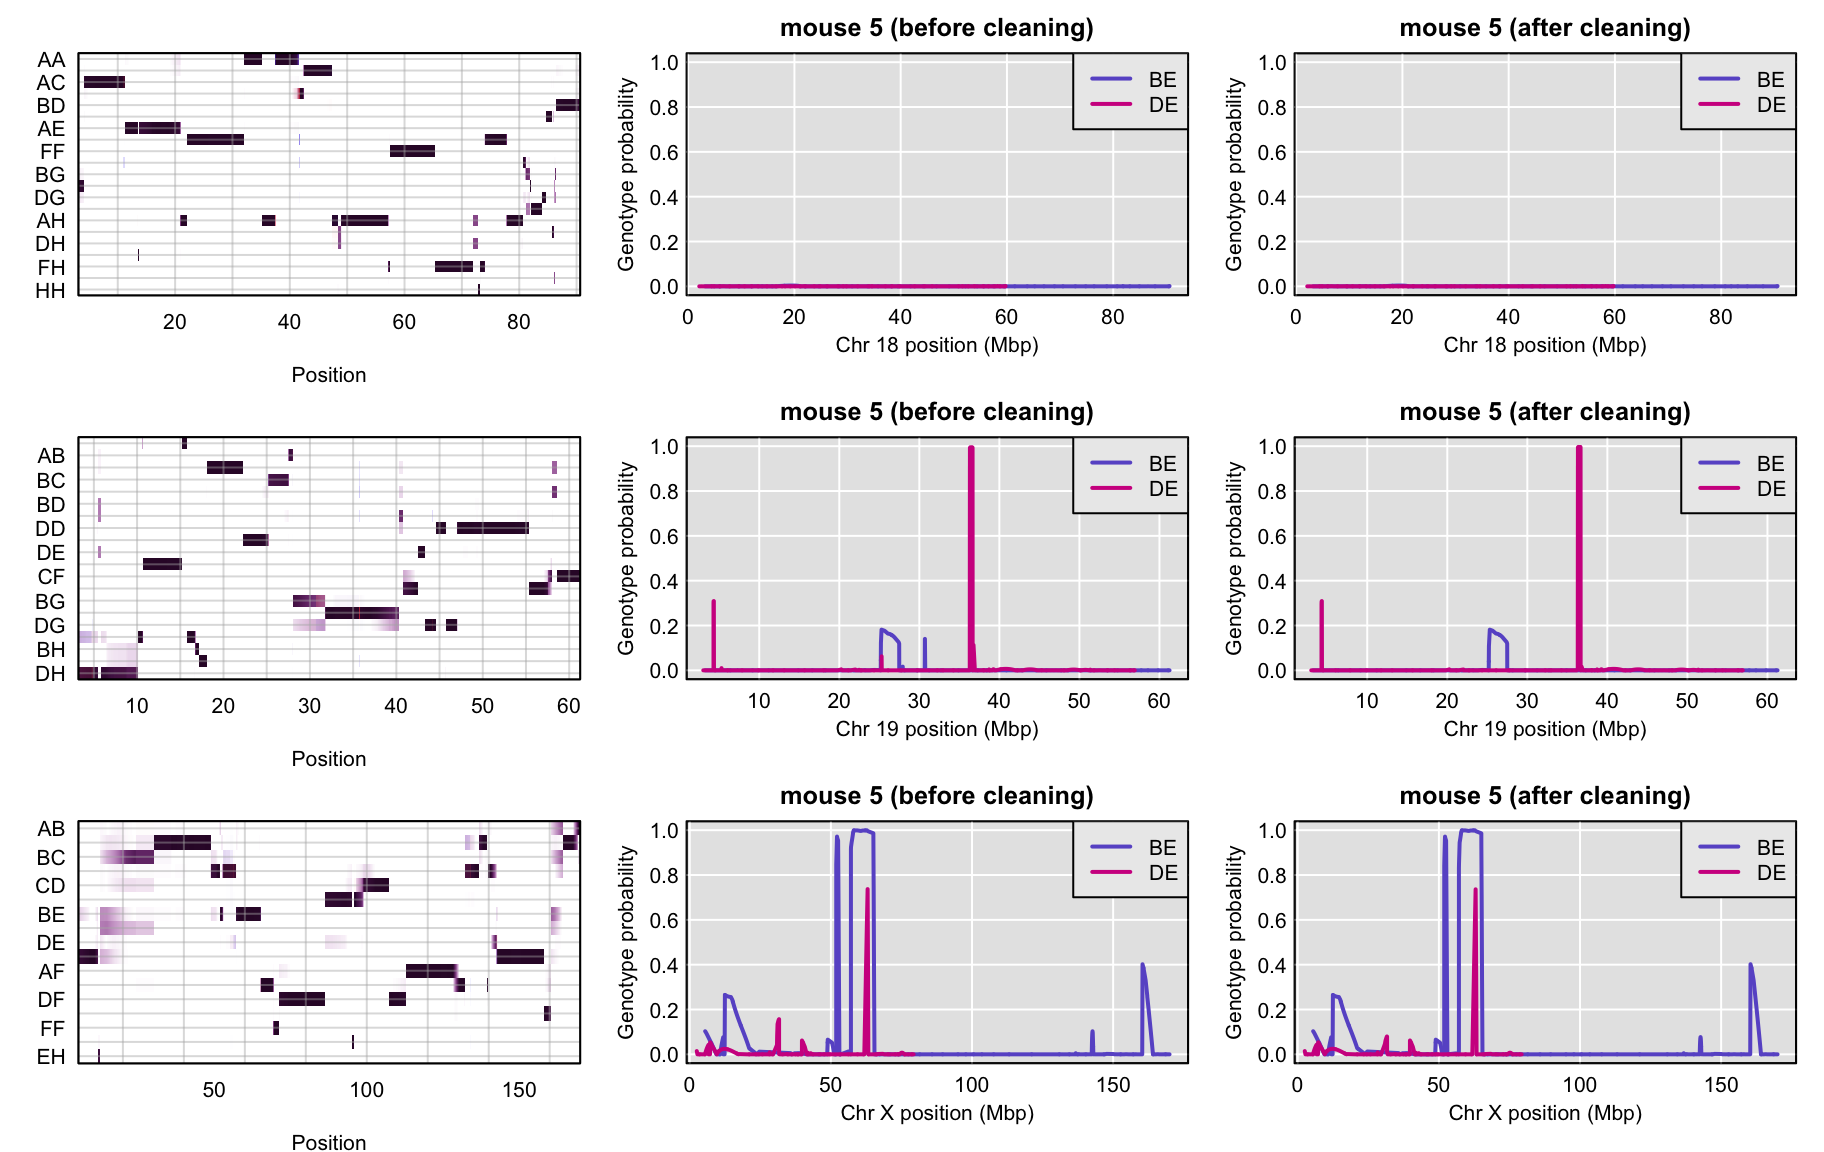 mouse 5 (before cleaning)
mouse 5 (after cleaning)
AA
AC
BD
AE
FF
BG
DG
AH
DH
FH
HH
20 40 60 80
Position
Genotype probability
1.0
0.8
0.6
0.4
0.2
0.0
BE
DE
0 20 40 60 80
Chr 18 position (Mbp)
Genotype probability
1.0
0.8
0.6
0.4
0.2
0.0
BE
DE
0 20 40 60 80
Chr 18 position (Mbp)
mouse 5 (before cleaning)
mouse 5 (after cleaning)
AB
BC
BD
DD
DE
CF
BG
DG
BH
DH
10 20 30 40 50 60
Position
Genotype probability
1.0
0.8
0.6
0.4
0.2
0.0
BE
DE
10 20 30 40 50 60
Chr 19 position (Mbp)
Genotype probability
1.0
0.8
0.6
0.4
0.2
0.0
BE
DE
10 20 30 40 50 60
Chr 19 position (Mbp)
mouse 5 (before cleaning)
mouse 5 (after cleaning)
AB
BC
CD
BE
DE
AF
DF
FF
EH
50 100 150
Position
Genotype probability
1.0
0.8
0.6
0.4
0.2
0.0
BE
DE
0 50 100 150
Chr X position (Mbp)
Genotype probability
1.0
0.8
0.6
0.4
0.2
0.0
BE
DE
0 50 100 150
Chr X position (Mbp)